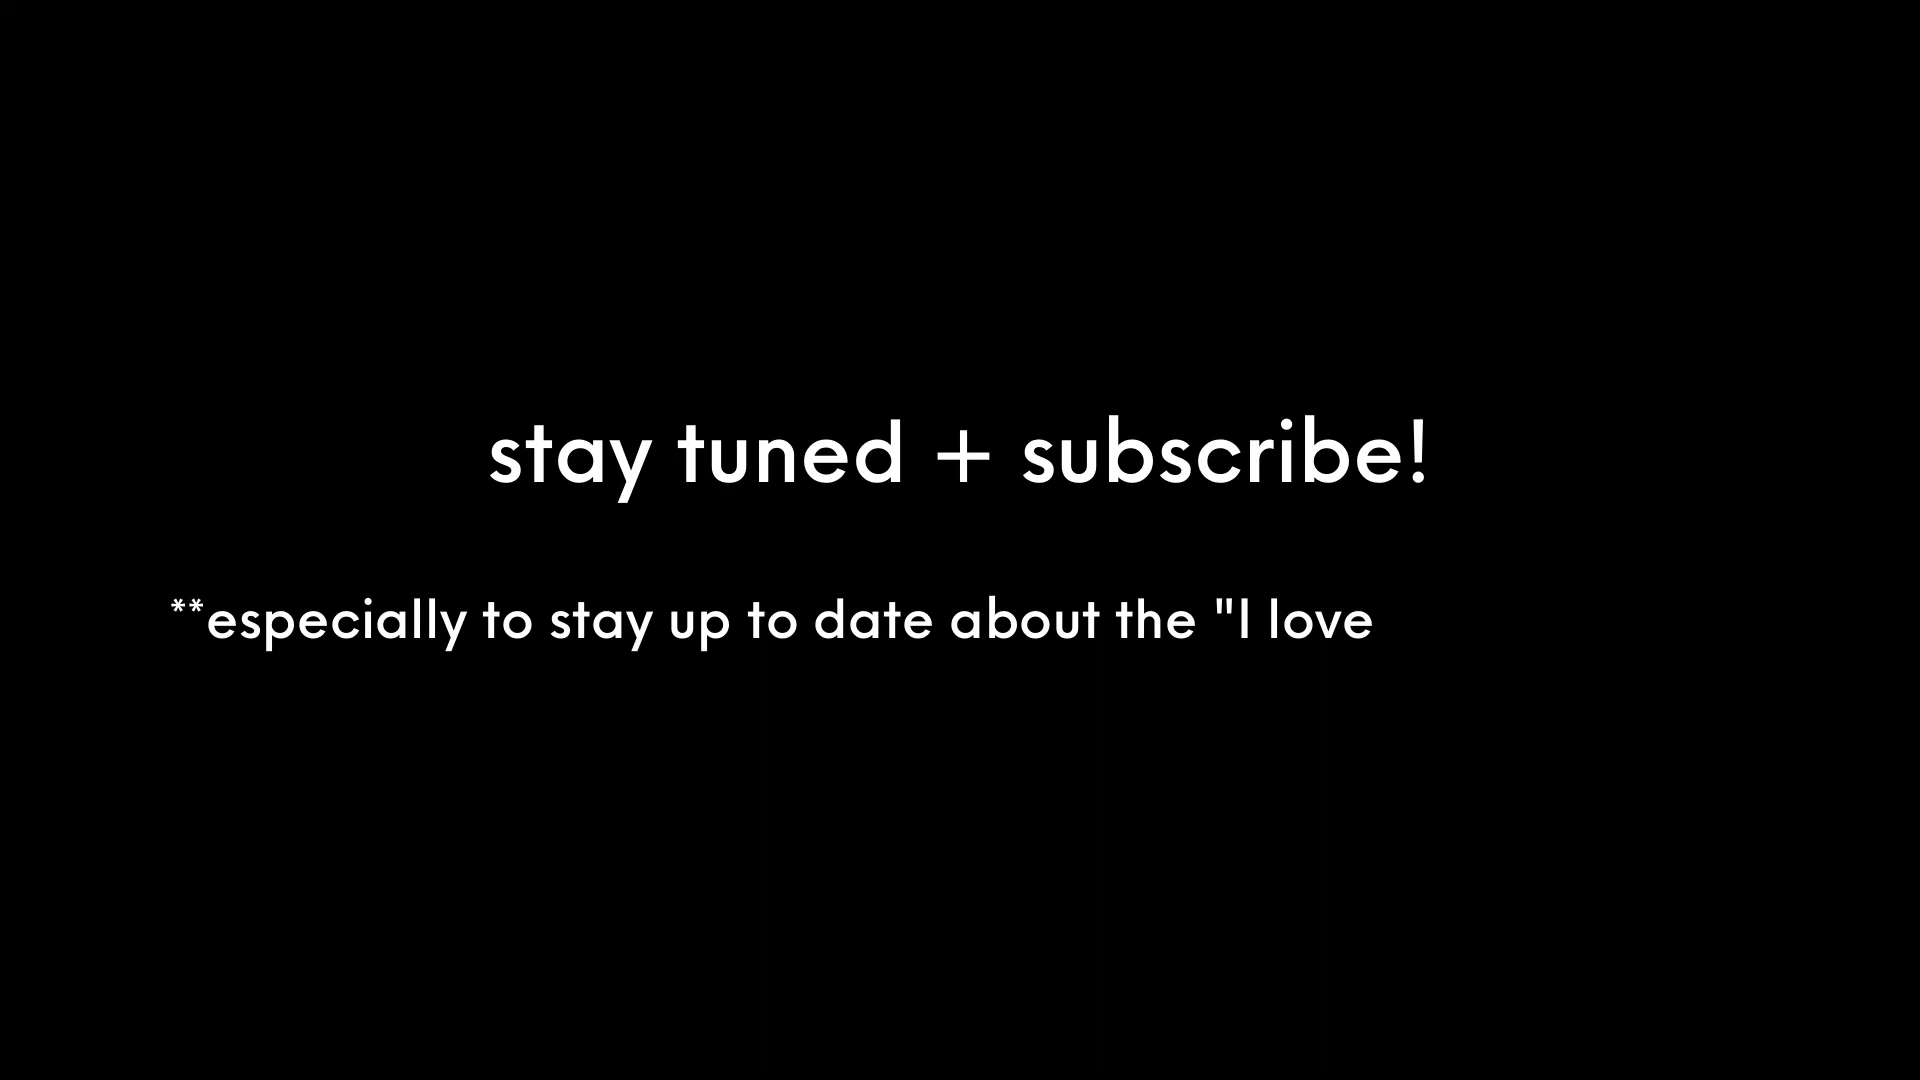 stay tuned + subscribe!
**especially to stay up to date about the "I love